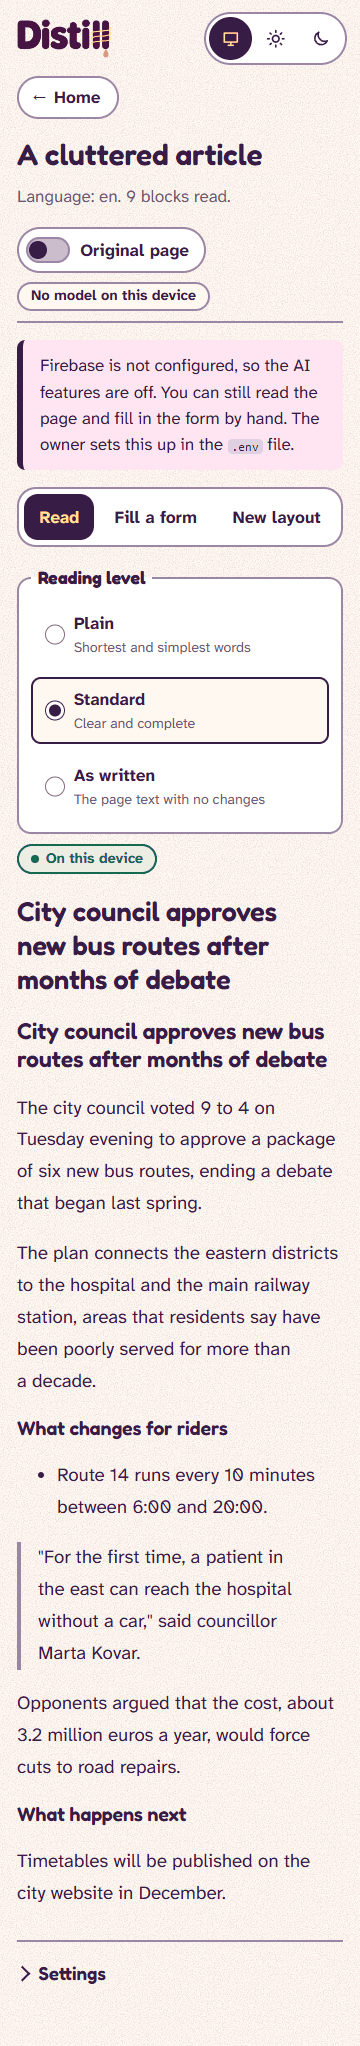 Distill
← Home
A cluttered article
Language: en. 9 blocks read.
Original page
No model on this device
Firebase is not configured, so the AI
features are off. You can still read the
page and fill in the form by hand. The
owner sets this up in the .env file.
Read Fill a form New layout
Reading level
Plain
Shortest and simplest words
Standard
Clear and complete
As written
The page text with no changes
On this device
City council approves
new bus routes after
months of debate
City council approves new bus
routes after months of debate
The city council voted 9 to 4 on
Tuesday evening to approve a package
of six new bus routes, ending a debate
that began last spring.
The plan connects the eastern districts
to the hospital and the main railway
station, areas that residents say have
been poorly served for more than
a decade.
What changes for riders
• Route 14 runs every 10 minutes
between 6:00 and 20:00.
"For the first time, a patient in
the east can reach the hospital
without a car," said councillor
Marta Kovar.
Opponents argued that the cost, about
3.2 million euros a year, would force
cuts to road repairs.
What happens next
Timetables will be published on the
city website in December.
Settings